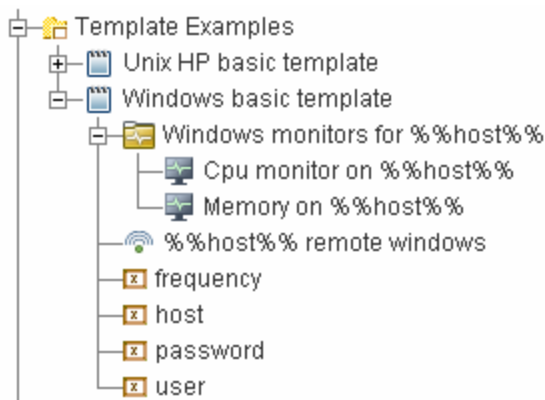 Template Examples
Unix HP basic template
Windows basic template
Windows monitors for %%host%%
Cpu monitor on %%host%%
Memory on %%host%%
%%host%% remote windows
frequency
host
password
user